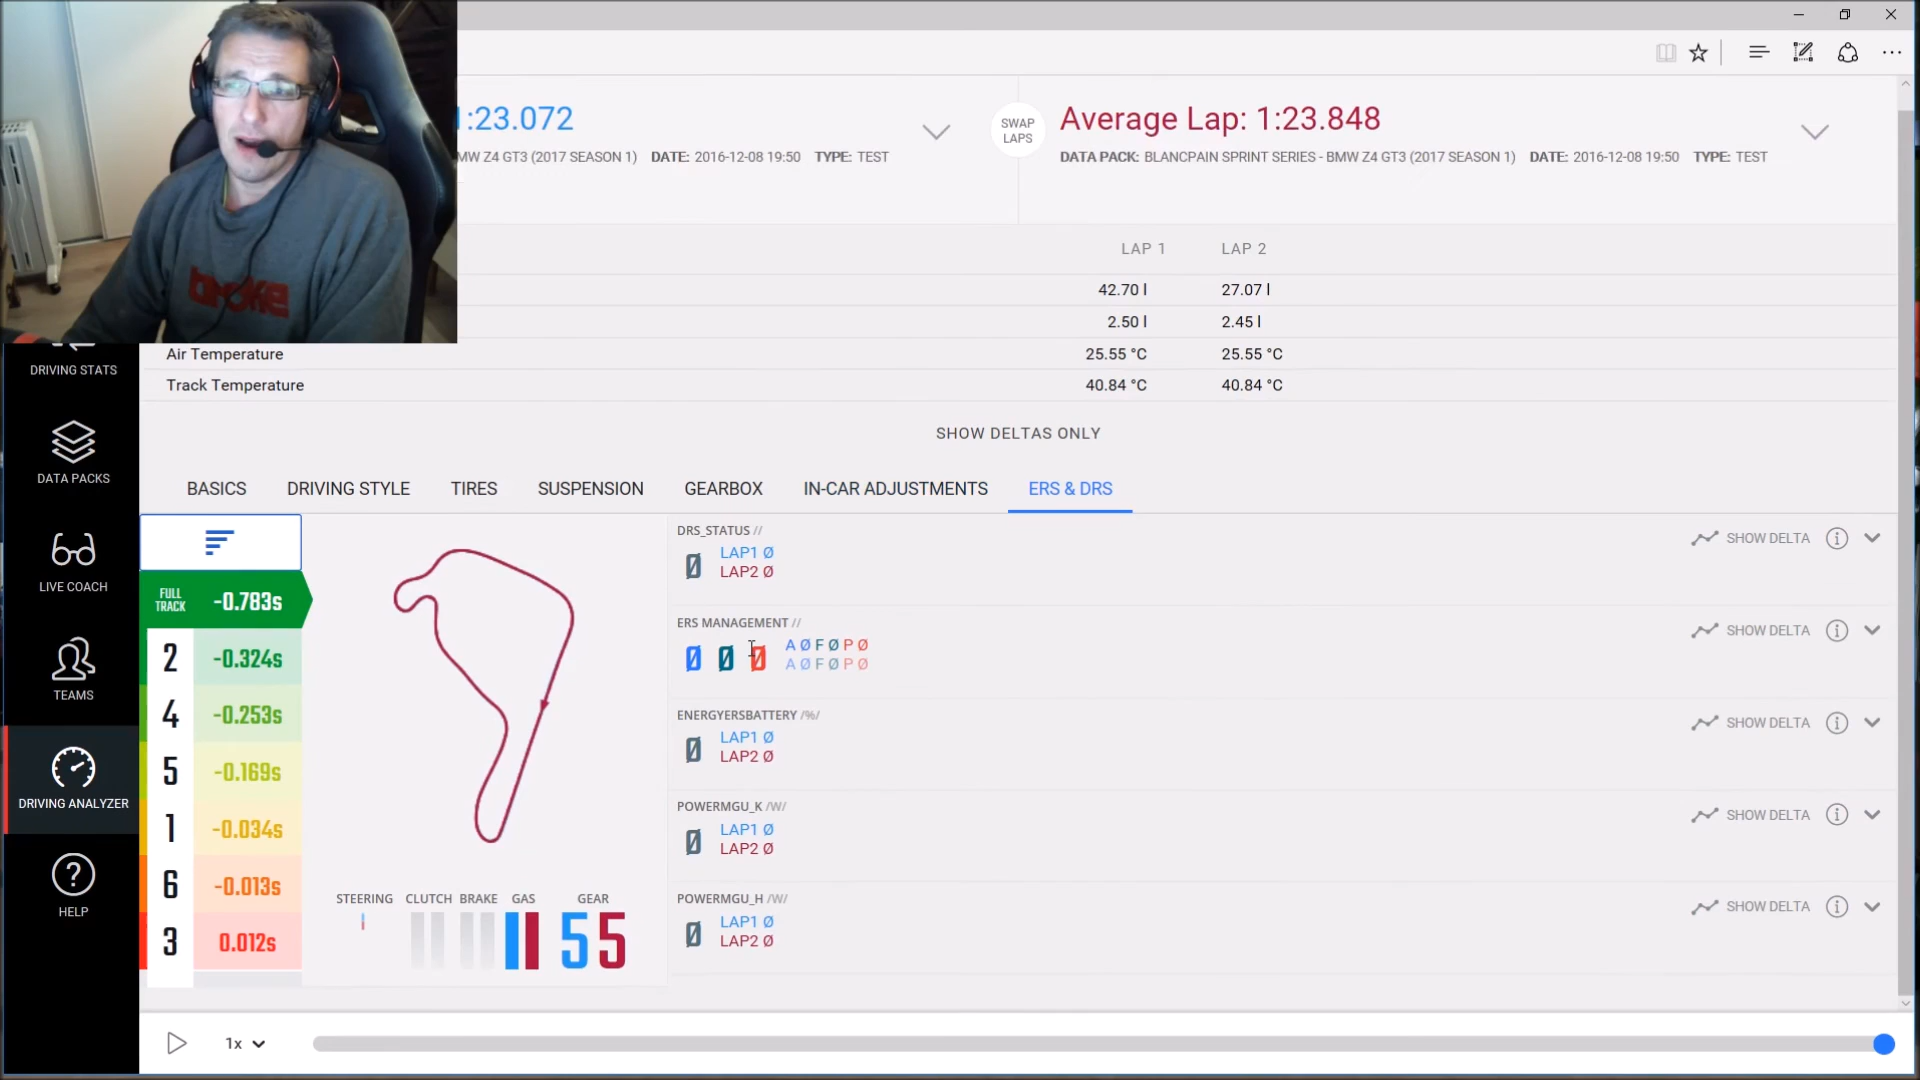 1:23.072
MW Z4 GT3 (2017 SEASON 1) DATE: 2016-12-08 19:50 TYPE: TEST
SWAP LAPS
Average Lap: 1:23.848
DATA PACK: BLANCPAIN SPRINT SERIES - BMW Z4 GT3 (2017 SEASON 1) DATE: 2016-12-08 19:50 TYPE: TEST
LAP 1 LAP 2
42.70 l 27.07 l
2.50 l 2.45 l
Air Temperature 25.55 °C 25.55 °C
Track Temperature 40.84 °C 40.84 °C
SHOW DELTAS ONLY
BASICS DRIVING STYLE TIRES SUSPENSION GEARBOX IN-CAR ADJUSTMENTS ERS & DRS
DRIVING STATS
DATA PACKS
LIVE COACH
TEAMS
DRIVING ANALYZER
HELP
FULL TRACK -0.783s
2 -0.324s
4 -0.253s
5 -0.169s
1 -0.034s
6 -0.013s
3 0.012s
STEERING CLUTCH BRAKE GAS GEAR
5 5
DRS_STATUS //
Ø LAP1 Ø
LAP2 Ø
SHOW DELTA
ERS MANAGEMENT //
Ø Ø Ø A Ø F Ø P Ø
A Ø F Ø P Ø
SHOW DELTA
ENERGYERSBATTERY /%/
Ø LAP1 Ø
LAP2 Ø
SHOW DELTA
POWERMGU_K /W/
Ø LAP1 Ø
LAP2 Ø
SHOW DELTA
POWERMGU_H /W/
Ø LAP1 Ø
LAP2 Ø
SHOW DELTA
1x